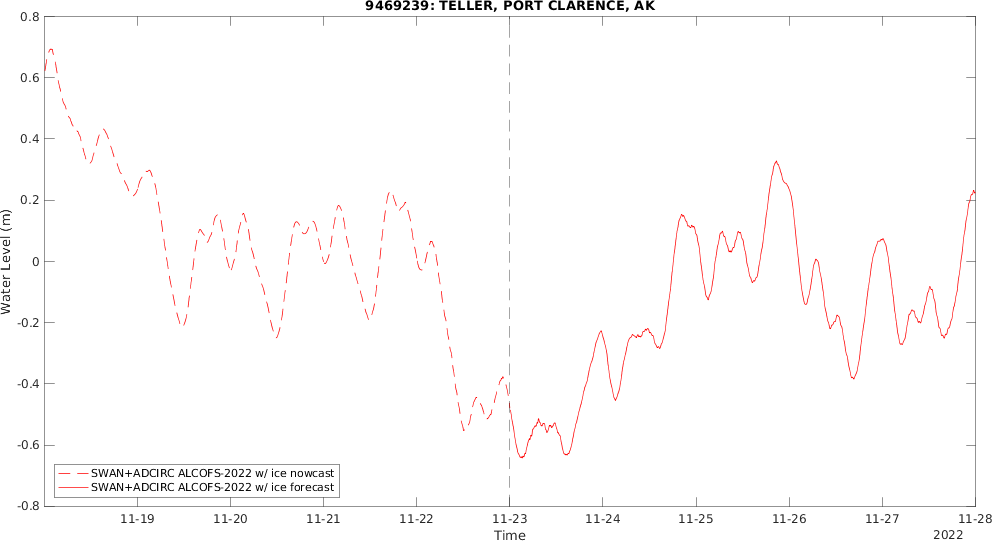 9469239: TELLER, PORT CLARENCE, AK
0.8
0.6
0.4
0.2
0
-0.2
-0.4
-0.6
-0.8
Water Level (m)
SWAN+ADCIRC ALCOFS-2022 w/ ice nowcast
SWAN+ADCIRC ALCOFS-2022 w/ ice forecast
11-19 11-20 11-21 11-22 11-23 11-24 11-25 11-26 11-27 11-28
Time
2022